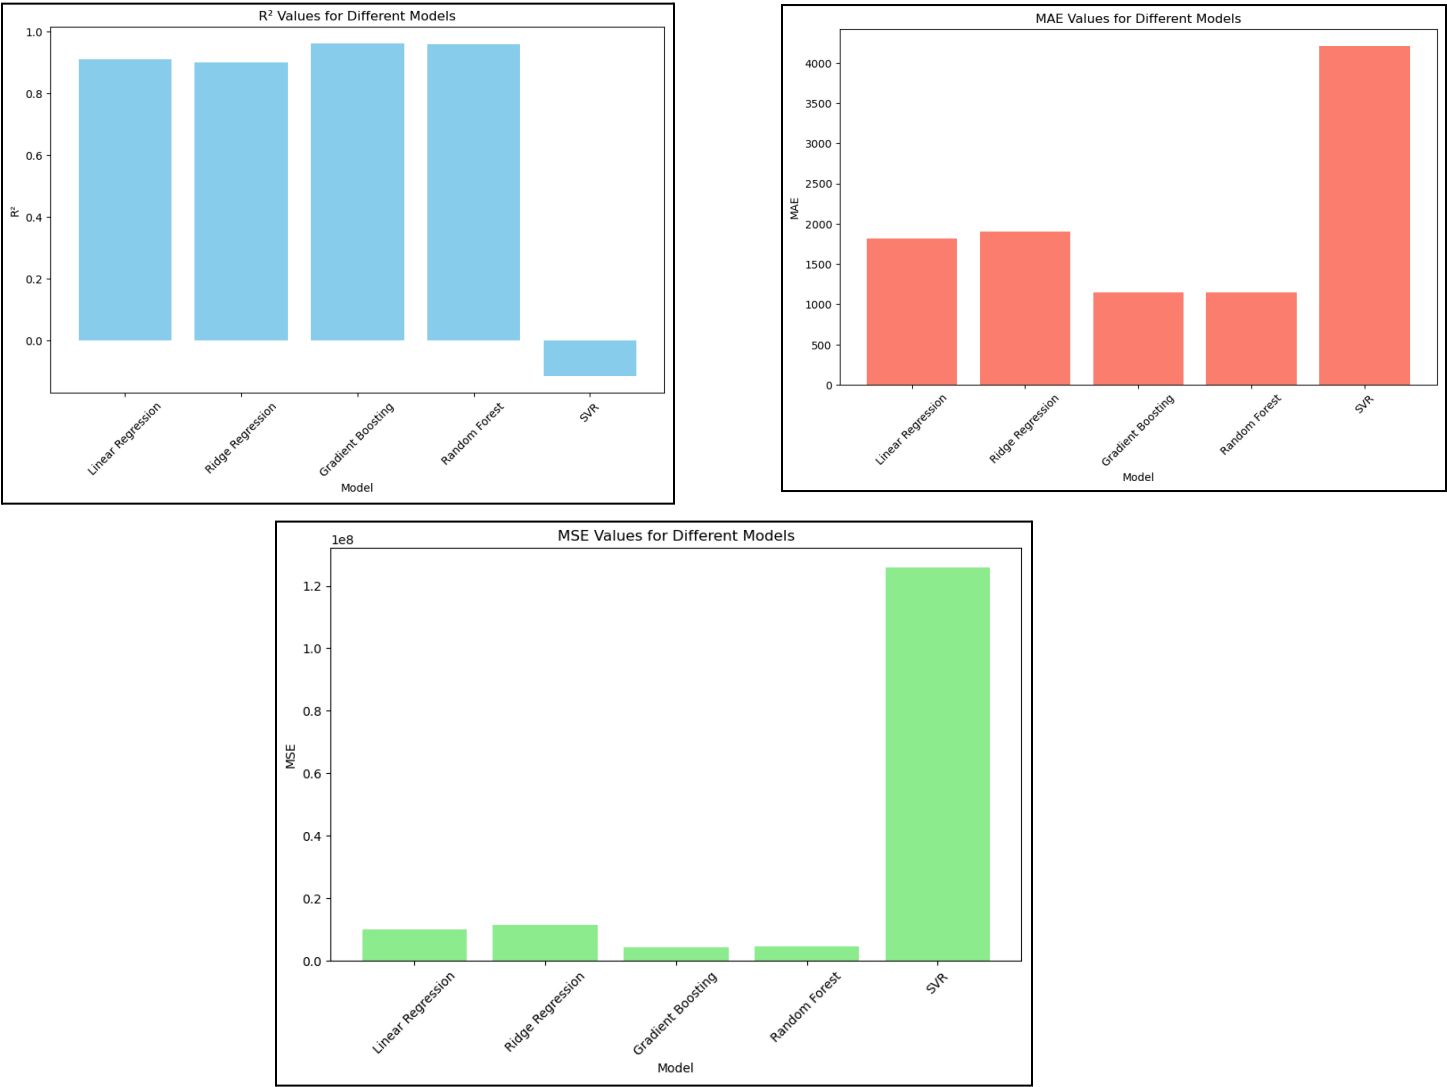 R² Values for Different Models
1.0
0.8
0.6
0.4
0.2
0.0
R²
Linear Regression
Ridge Regression
Gradient Boosting
Random Forest
SVR
Model
MAE Values for Different Models
4000
3500
3000
2500
2000
1500
1000
500
0
MAE
Linear Regression
Ridge Regression
Gradient Boosting
Random Forest
SVR
Model
MSE Values for Different Models
1e8
1.2
1.0
0.8
0.6
0.4
0.2
0.0
MSE
Linear Regression
Ridge Regression
Gradient Boosting
Random Forest
SVR
Model